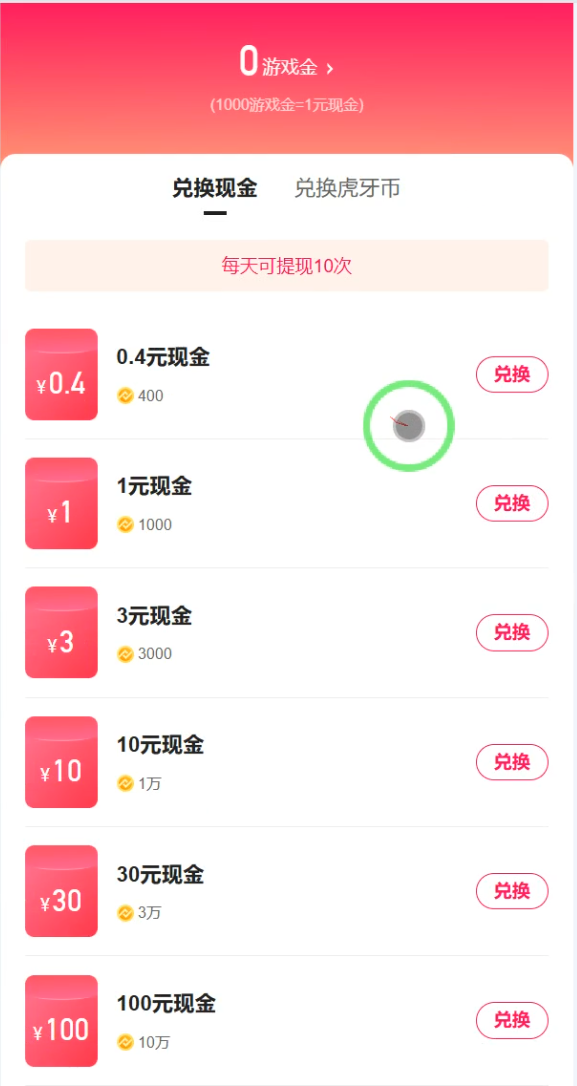 0游戏金 ›
(1000游戏金=1元现金)
兑换现金 兑换虎牙币
每天可提现10次
¥0.4
0.4元现金
400
兑换
¥1
1元现金
1000
兑换
¥3
3元现金
3000
兑换
¥10
10元现金
1万
兑换
¥30
30元现金
3万
兑换
¥100
100元现金
10万
兑换